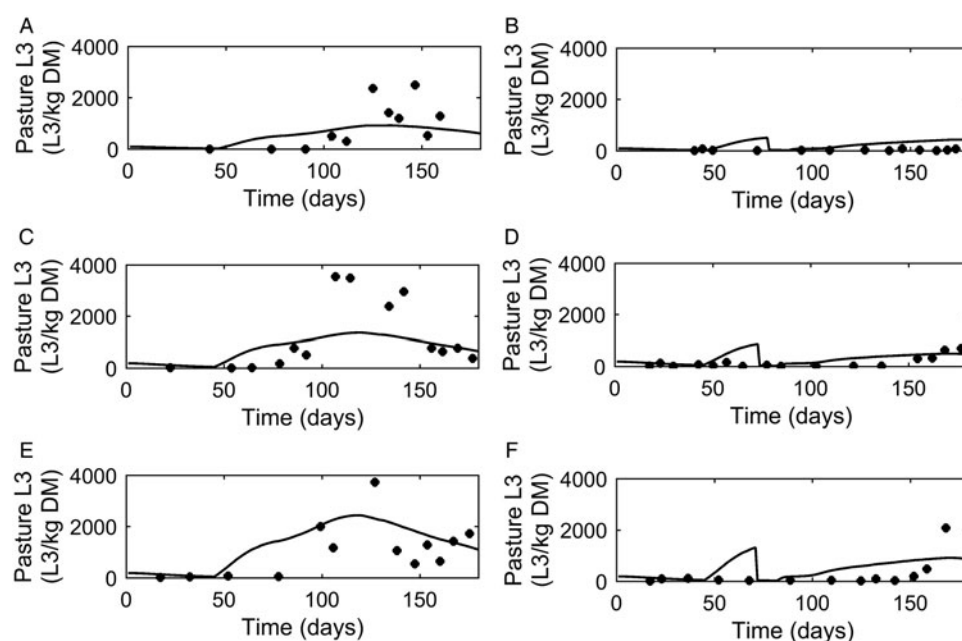 A
Pasture L3
(L3/kg DM)
4000
2000
0
0 50 100 150
Time (days)
B
Pasture L3
(L3/kg DM)
4000
2000
0
0 50 100 150
Time (days)
C
Pasture L3
(L3/kg DM)
4000
2000
0
0 50 100 150
Time (days)
D
Pasture L3
(L3/kg DM)
4000
2000
0
0 50 100 150
Time (days)
E
Pasture L3
(L3/kg DM)
4000
2000
0
0 50 100 150
Time (days)
F
Pasture L3
(L3/kg DM)
4000
2000
0
0 50 100 150
Time (days)